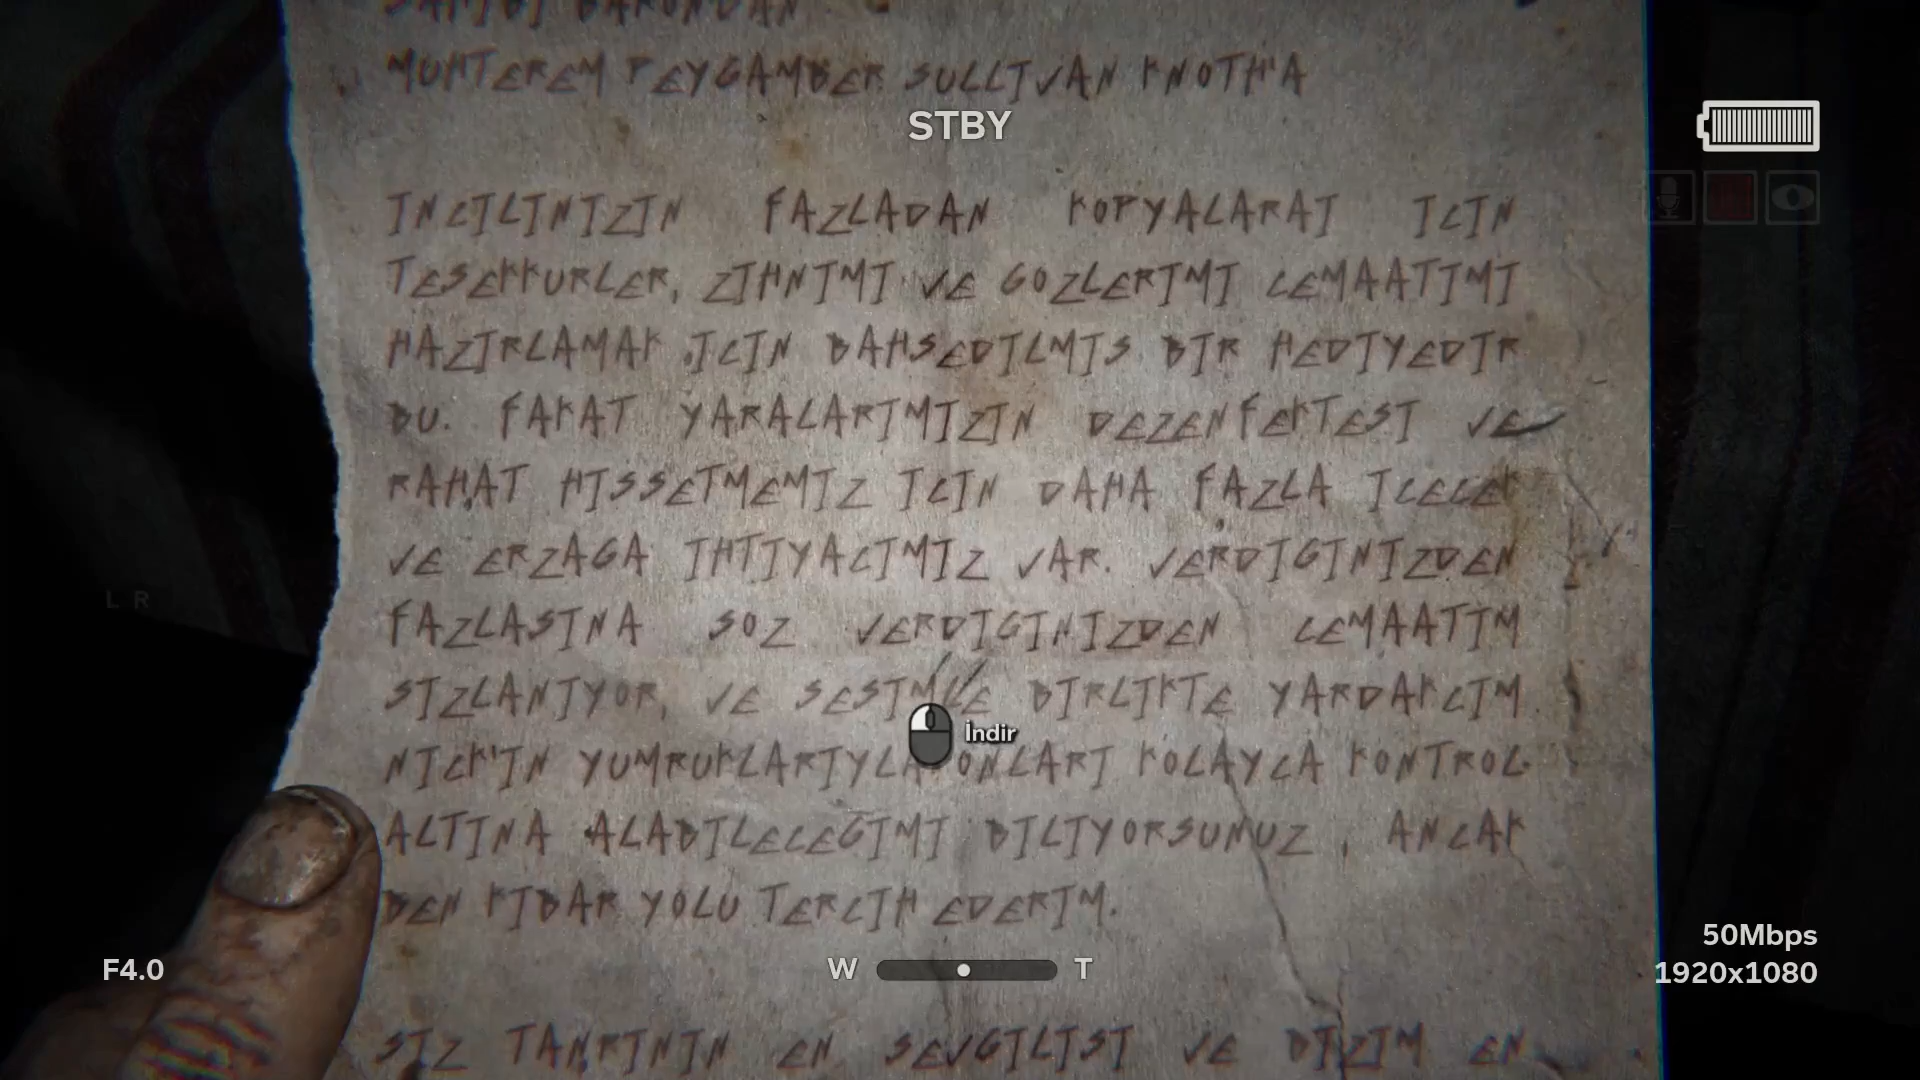 MUHTEREM PEYGAMBER SULLIVAN KNOTH'A
STBY
INCILINIZIN FAZLADAN KOPYALARAI ICIN
TESEKKURLER, ZIHNIMI VE GOZLERIMI CEMAATIMI
HAZIRLAMAK ICIN BAHSEDILMIS BIR HEDIYEDIR
BU. FAKAT YARALARIMIZIN DEZENFEKTESI VE
RAHAT HISSETMEMIZ ICIN DAHA FAZLA ICECEK
VE ERZAGA IHTIYACIMIZ VAR. VERDIGINIZDEN
L R
FAZLASINA SOZ VERDIGINIZDEN CEMAATIM
SIZLANIYOR, VE SESIMLE BIRLIKTE YARDAKCIM
İndir
NICK'IN YUMRUKLARIYLA ONLARI KOLAYCA KONTROL
ALTINA ALABILECEGIMI BILIYORSUNUZ, ANCAK
BEN KIBAR YOLU TERCIH EDERIM.
50Mbps
F4.0 W T 1920x1080
SIZ TANRININ EN SEVGILISI VE DIZIM EN